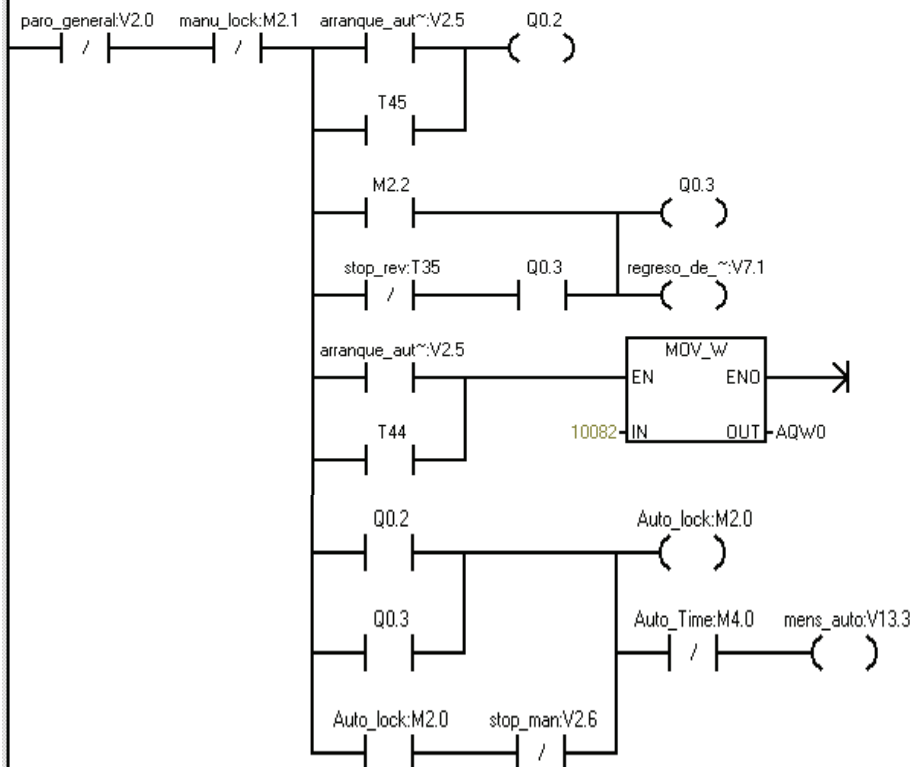 paro_general:V2.0 manu_lock:M2.1 arranque_aut~:V2.5 Q0.2
/ /
T45
M2.2 Q0.3
stop_rev:T35 Q0.3 regreso_de_~:V7.1
/
arranque_aut~:V2.5 MOV_W
EN ENO
T44 10082 IN OUT AQW0
Q0.2 Auto_lock:M2.0
Q0.3 Auto_Time:M4.0 mens_auto:V13.3
/
Auto_lock:M2.0 stop_man:V2.6
/